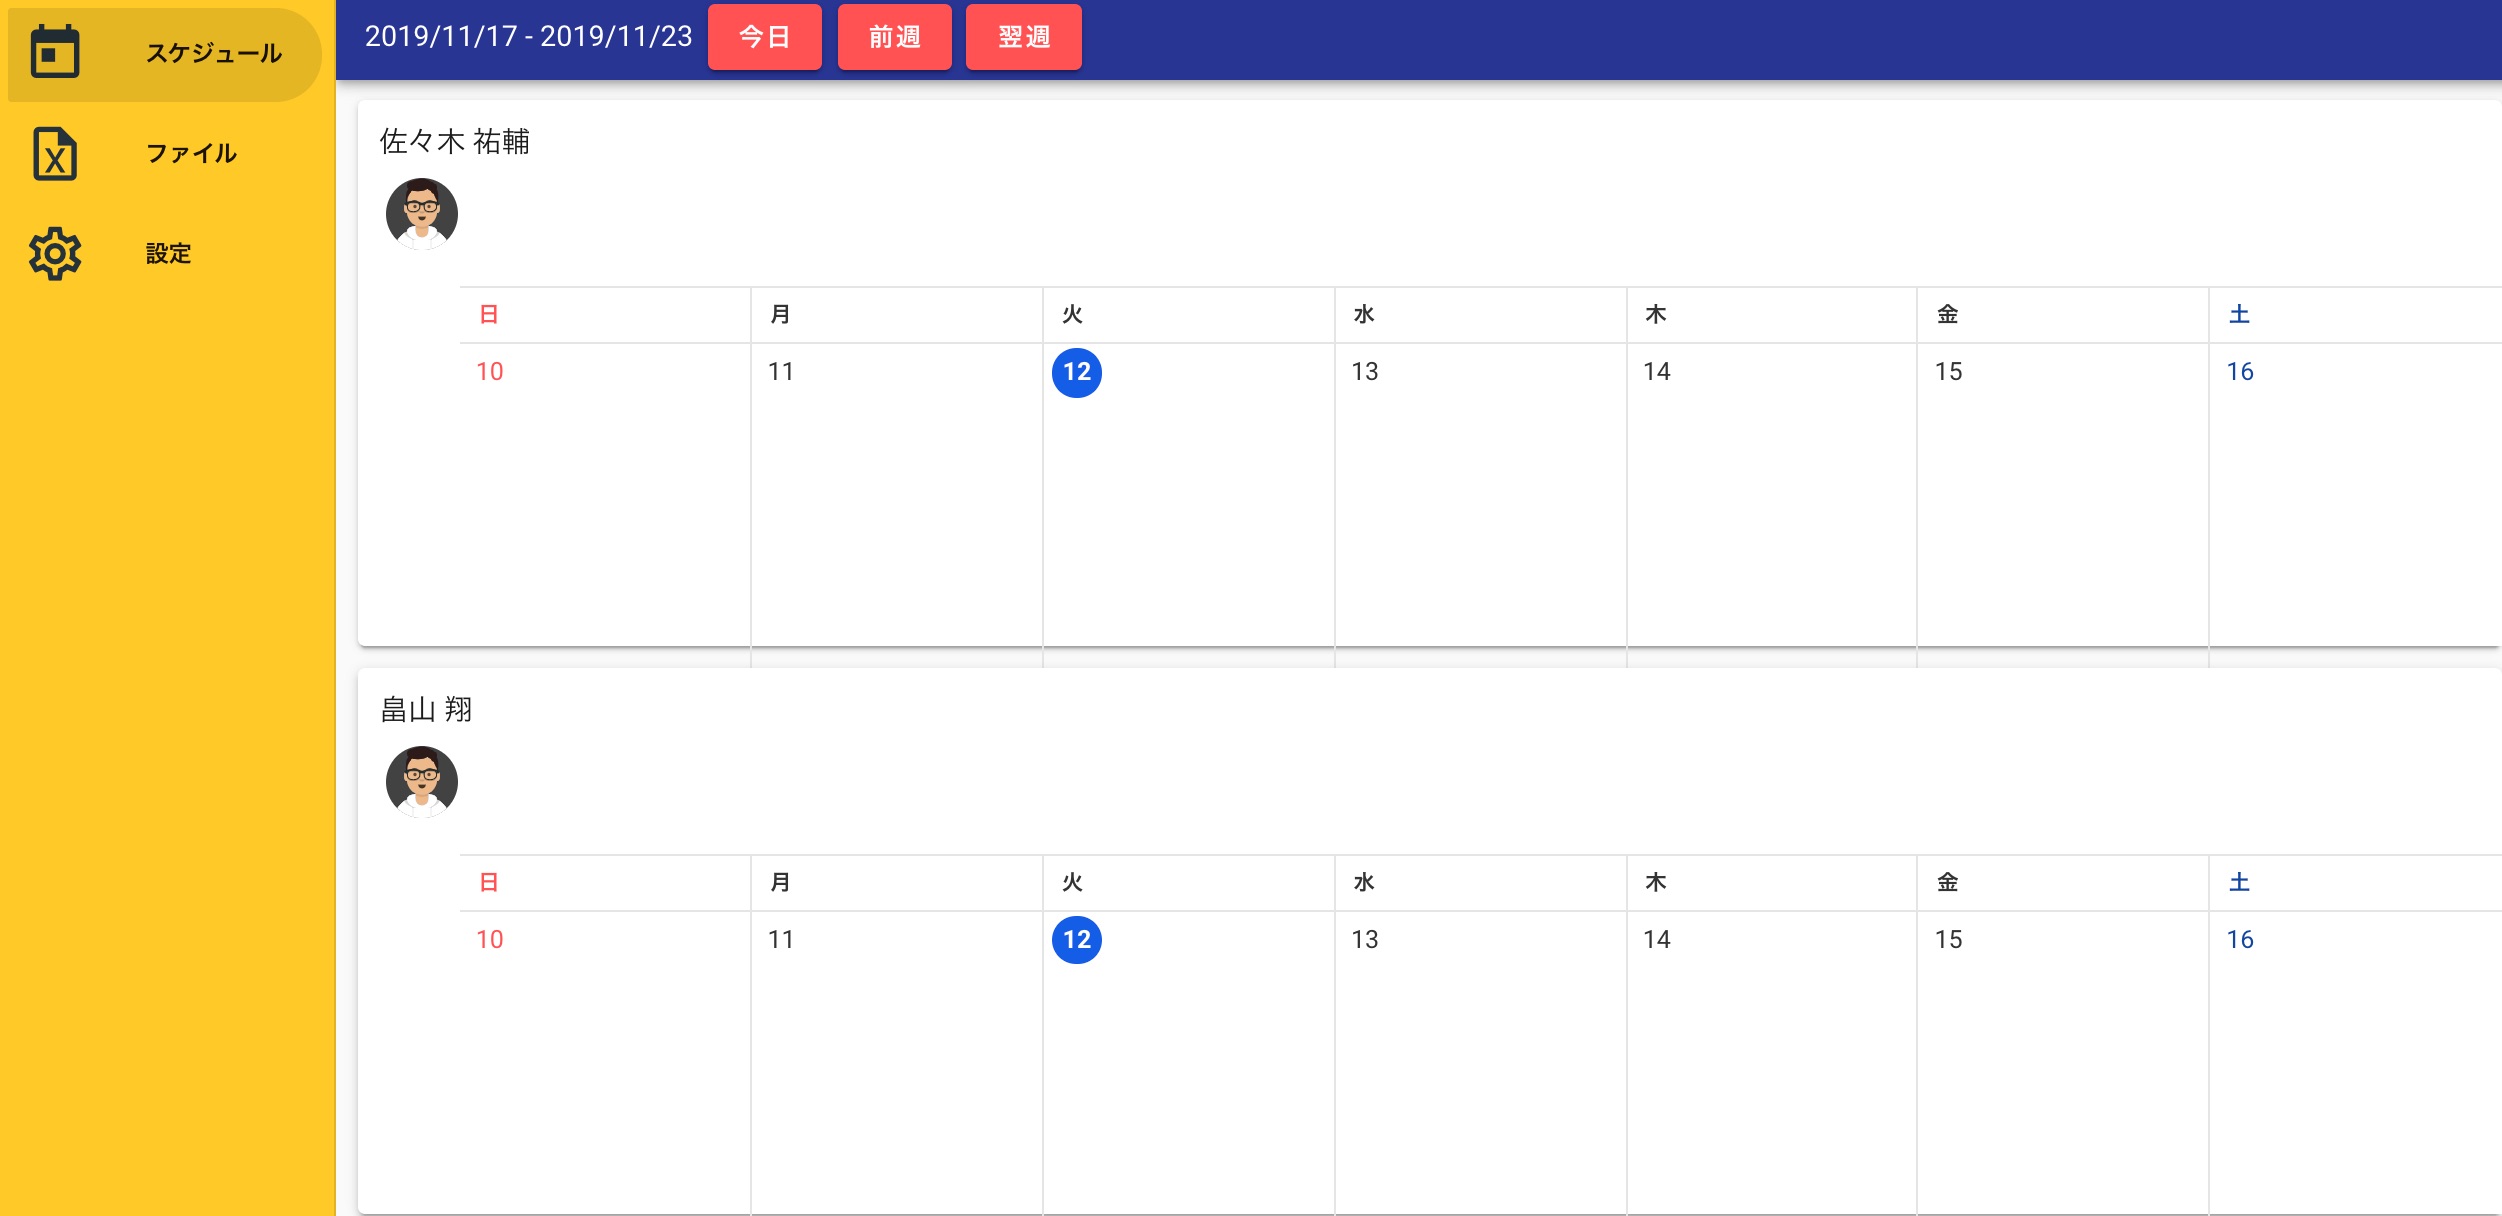 スケジュール
ファイル
設定
2019/11/17 - 2019/11/23 今日 前週 翌週
佐々木 祐輔
日 月 火 水 木 金 土
10 11 12 13 14 15 16
畠山 翔
日 月 火 水 木 金 土
10 11 12 13 14 15 16